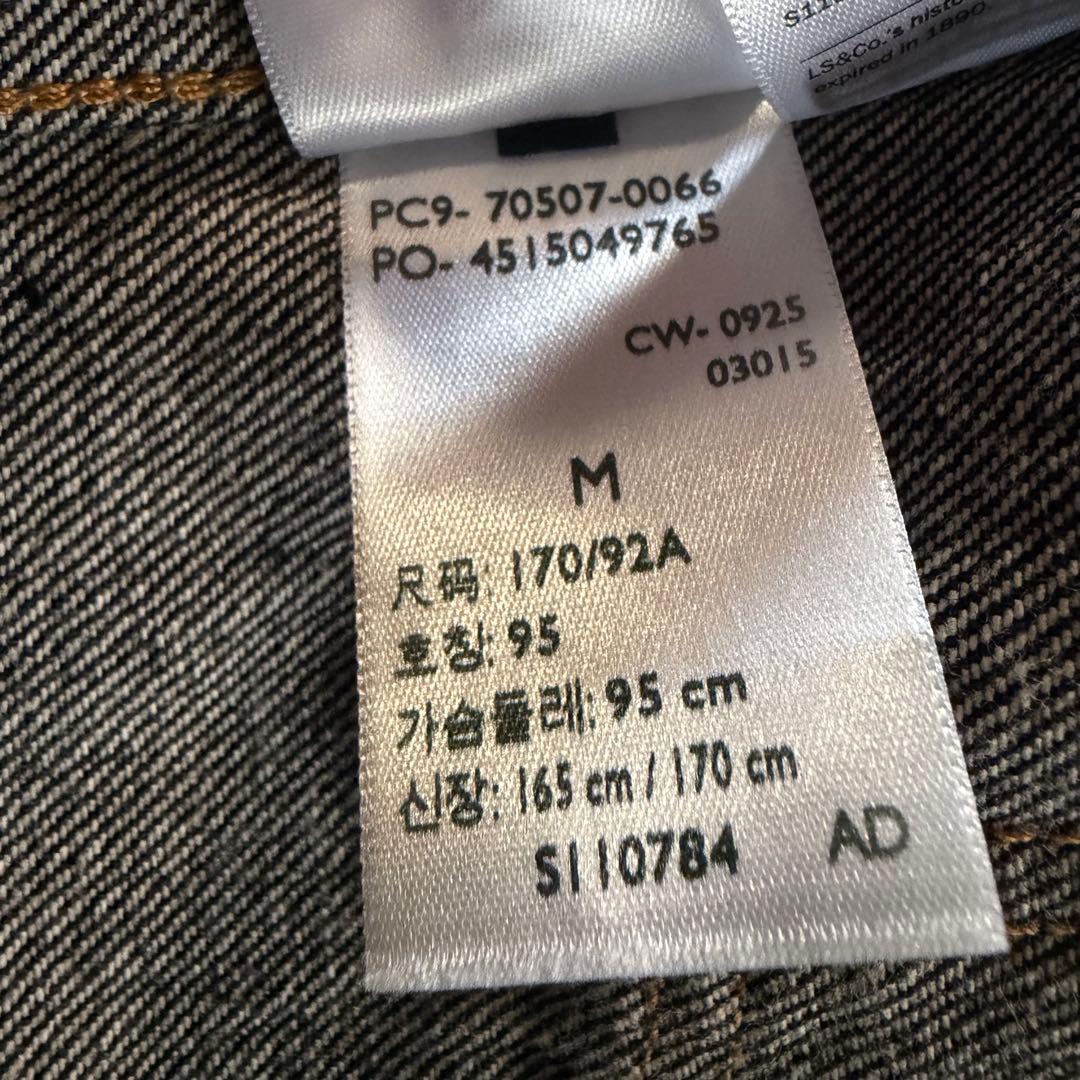 LS&Co.'s histo
expired in 1890
PC9- 70507-0066
PO- 4515049765
CW- 0925
03015
M
尺码: 170/92A
호칭: 95
가슴둘레: 95 cm
신장: 165 cm / 170 cm
S110784 AD